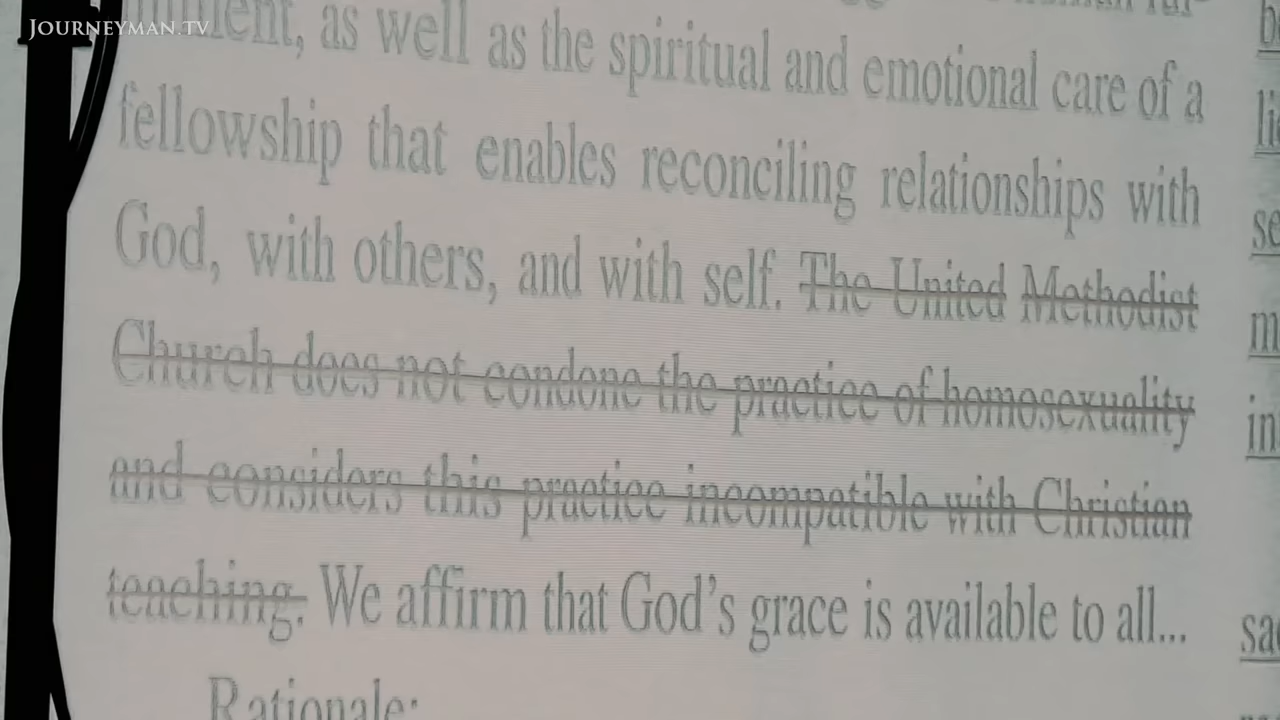 JOURNEYMAN.TV
as well as the spiritual and emotional care of a
fellowship that enables reconciling relationships with
God, with others, and with self. The United Methodist
Church does not condone the practice of homosexuality
and considers this practice incompatible with Christian
teaching. We affirm that God's grace is available to all...
Rationale: